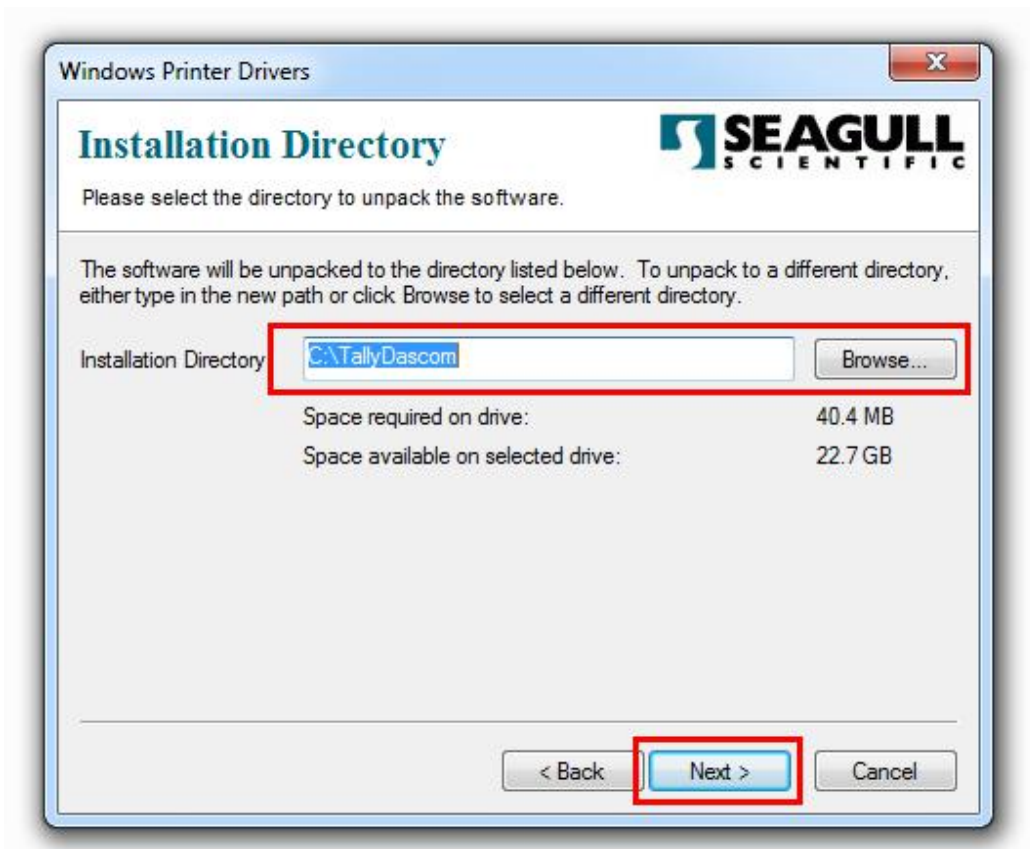 Windows Printer Drivers
Installation Directory
SEAGULL
SCIENTIFIC
Please select the directory to unpack the software.
The software will be unpacked to the directory listed below. To unpack to a different directory,
either type in the new path or click Browse to select a different directory.
Installation Directory C:\TallyDascom Browse...
Space required on drive: 40.4 MB
Space available on selected drive: 22.7 GB
< Back Next > Cancel